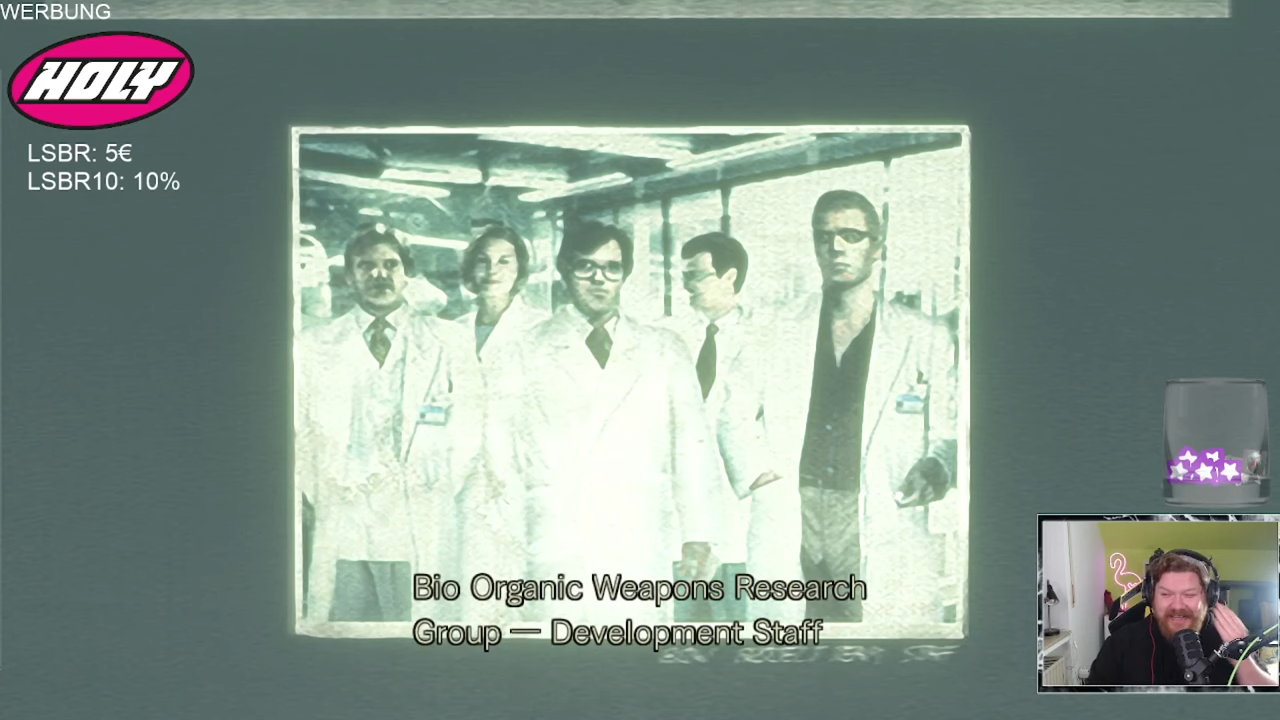 WERBUNG
HOLY
LSBR: 5€
LSBR10: 10%
Bio Organic Weapons Research
Group — Development Staff